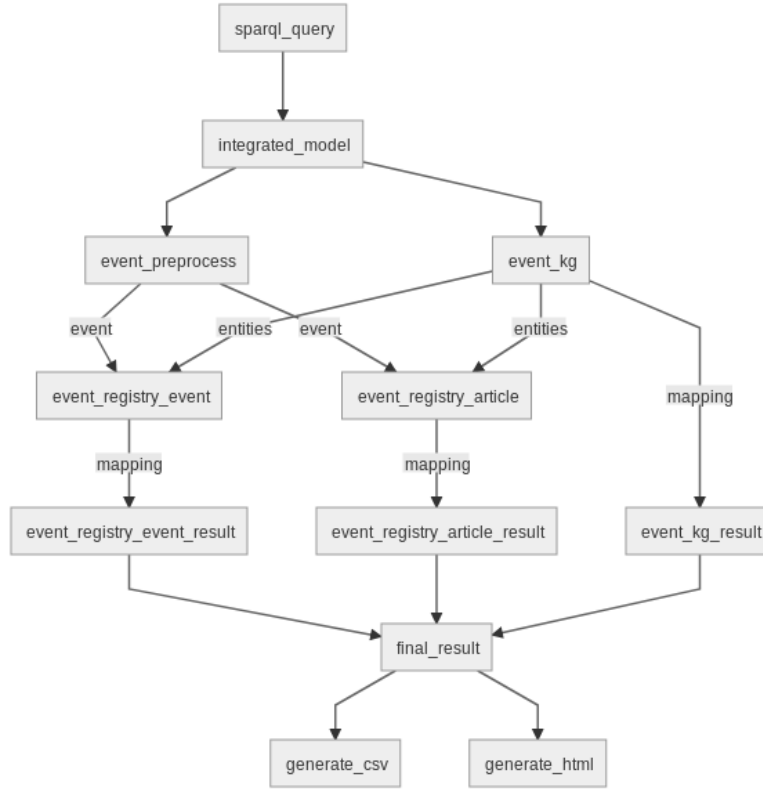 sparql_query
integrated_model
event_preprocess
event_kg
event
entities
event
entities
event_registry_event
event_registry_article
mapping
mapping
mapping
event_registry_event_result
event_registry_article_result
event_kg_result
final_result
generate_csv
generate_html